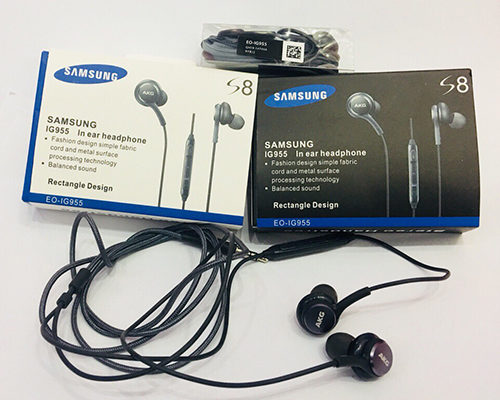 EO-IG955
SAMSUNG
AKG
S8
SAMSUNG
IG955 In ear headphone
• Fashion design simple fabric
cord and metal surface
processing technology
• Balanced sound
Rectangle Design
EO-IG955
SAMSUNG
AKG
S8
SAMSUNG
IG955 In ear headphone
• Fashion design simple fabric
cord and metal surface
processing technology
• Balanced sound
Rectangle Design
EO-IG955
AKG
AKG